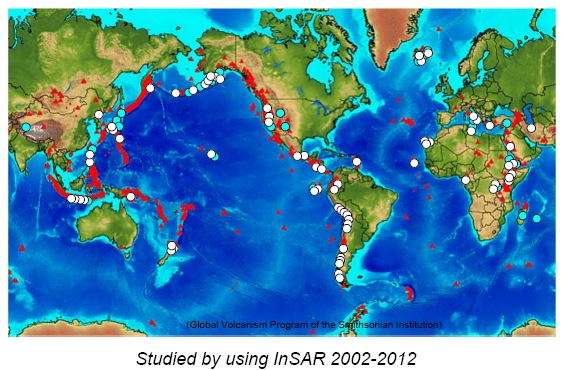 (Global Volcanism Program of the Smithsonian Institution)
Studied by using InSAR 2002-2012